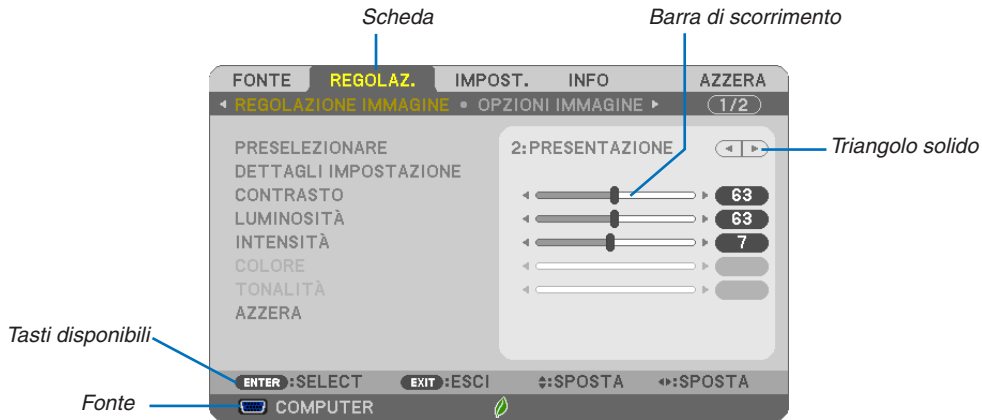 Scheda
Barra di scorrimento
FONTE REGOLAZ. IMPOST. INFO AZZERA
REGOLAZIONE IMMAGINE • OPZIONI IMMAGINE 1/2
PRESELEZIONARE 2:PRESENTAZIONE
Triangolo solido
DETTAGLI IMPOSTAZIONE
CONTRASTO 63
LUMINOSITÀ 63
INTENSITÀ 7
COLORE
TONALITÀ
AZZERA
Tasti disponibili
ENTER :SELECT EXIT :ESCI :SPOSTA :SPOSTA
Fonte
COMPUTER